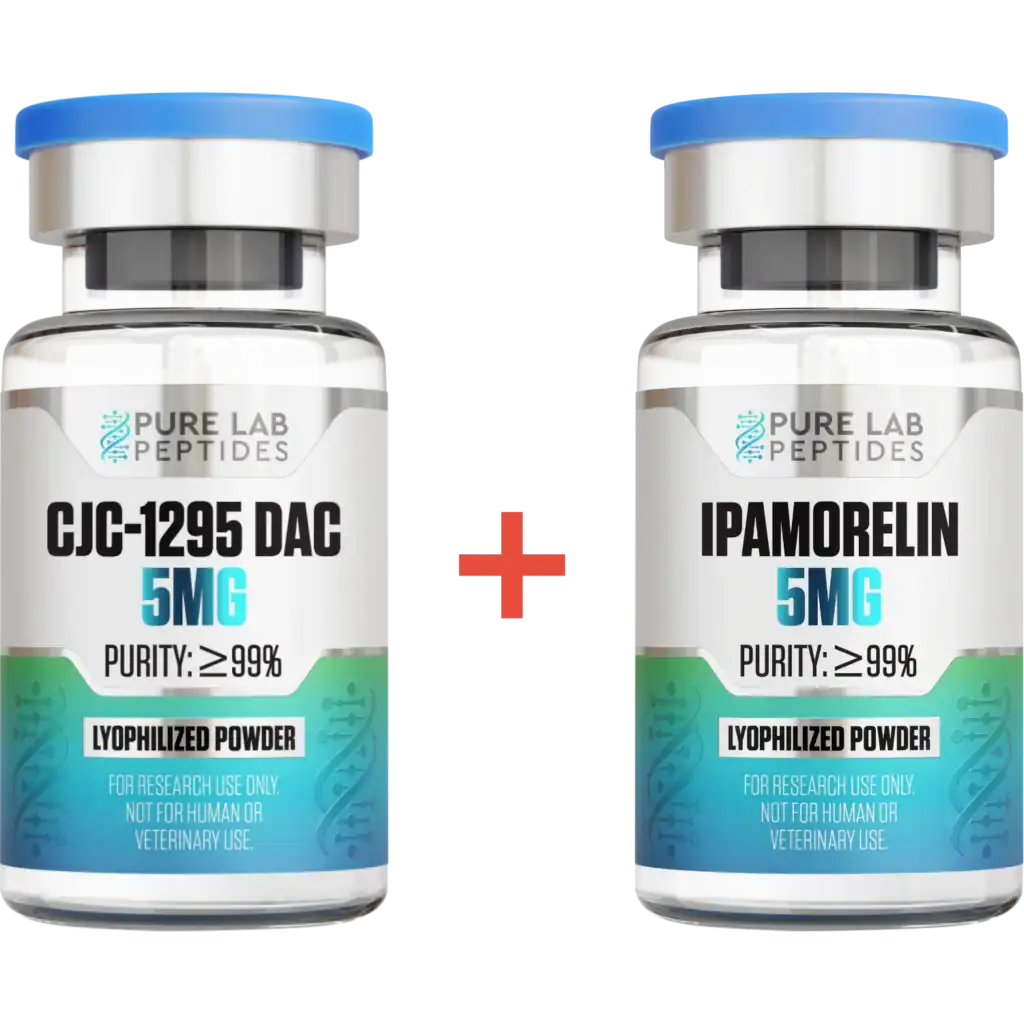 PURE LAB
PEPTIDES
CJC-1295 DAC
5MG
PURITY: ≥99%
LYOPHILIZED POWDER
FOR RESEARCH USE ONLY.
NOT FOR HUMAN OR
VETERINARY USE.
+
PURE LAB
PEPTIDES
IPAMORELIN
5MG
PURITY: ≥99%
LYOPHILIZED POWDER
FOR RESEARCH USE ONLY.
NOT FOR HUMAN OR
VETERINARY USE.